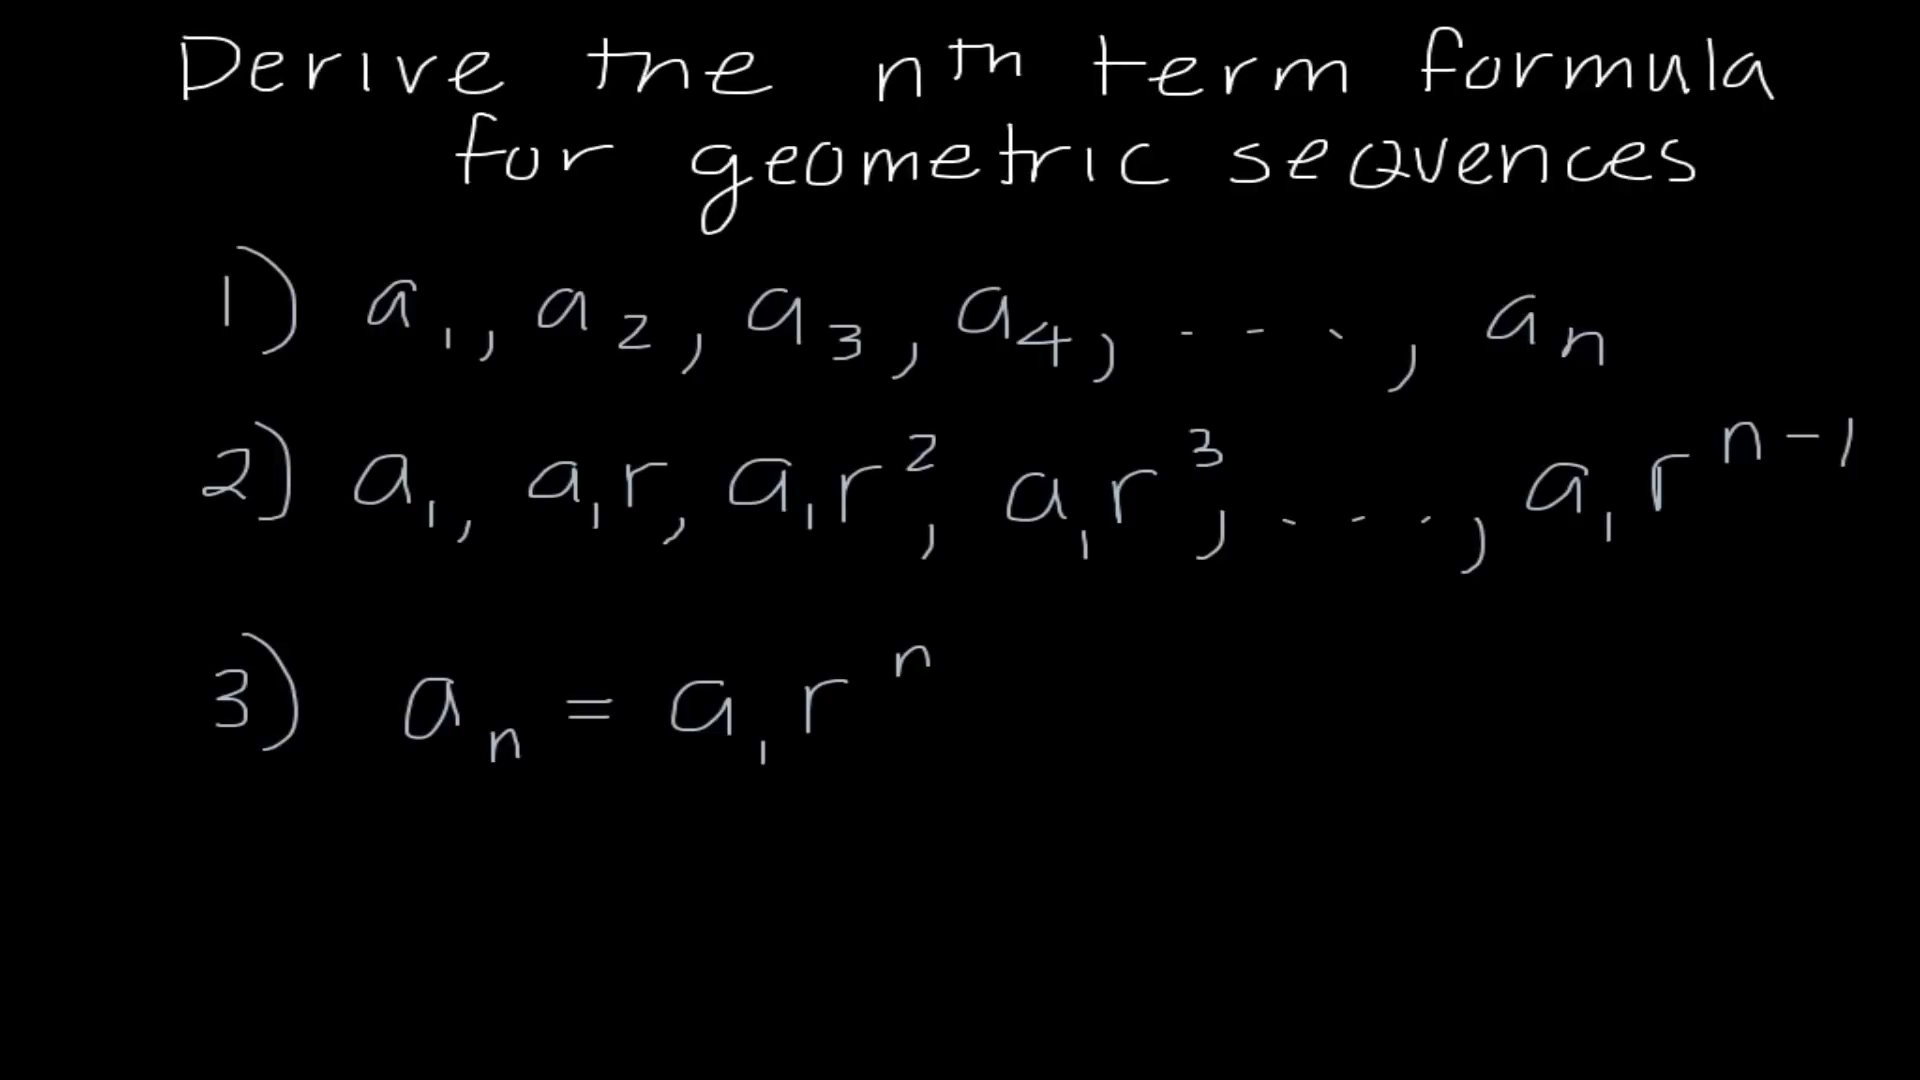 Derive the nᵗʰ term formula
for geometric sequences
1) a₁, a₂, a₃, a₄, . . . , aₙ
2) a₁, a₁r, a₁r², a₁r³, . . . , a₁rⁿ⁻¹
3) aₙ = a₁rⁿ